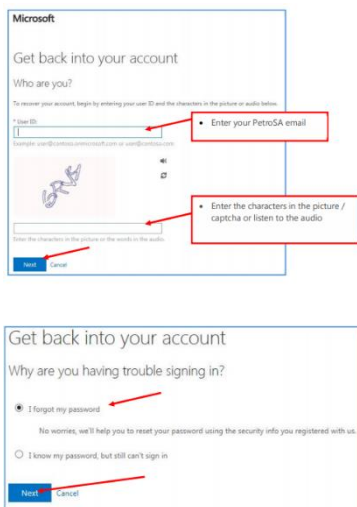 Microsoft
Get back into your account
Who are you?
To recover your account, begin by entering your user ID and the characters in the picture or audio below.
* User ID:
• Enter your PetroSA email
Example: user@contoso.onmicrosoft.com or user@contoso.com
• Enter the characters in the picture /
captcha or listen to the audio
Enter the characters in the picture or the words in the audio.
Next Cancel
Get back into your account
Why are you having trouble signing in?
I forgot my password
No worries, we'll help you to reset your password using the security info you registered with us.
I know my password, but still can't sign in
Next Cancel